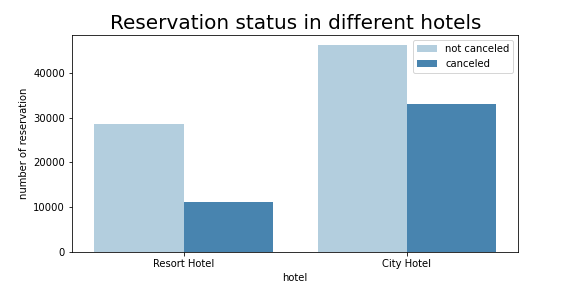 Reservation status in different hotels
not canceled
canceled
number of reservation
40000
30000
20000
10000
0
Resort Hotel
City Hotel
hotel